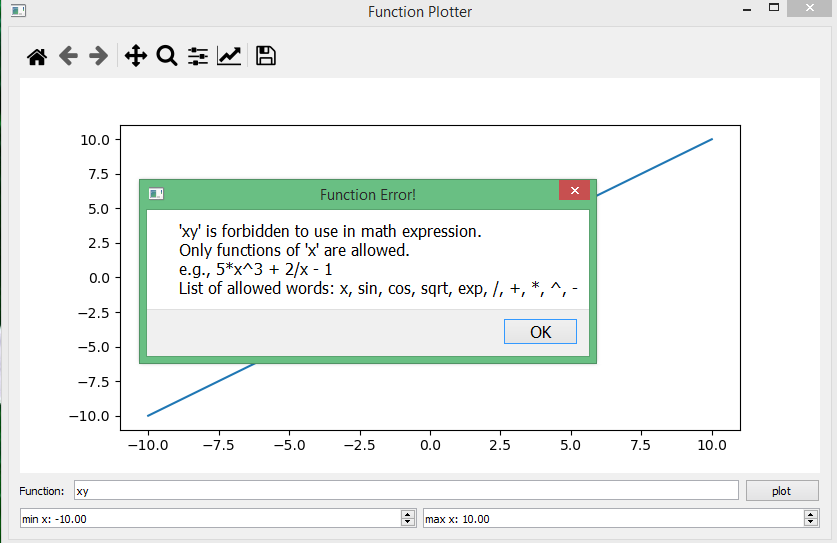 Function Plotter
10.0
7.5
5.0
2.5
0.0
−2.5
−5.0
−7.5
−10.0
−10.0 −7.5 −5.0 −2.5 0.0 2.5 5.0 7.5 10.0
Function Error!
'xy' is forbidden to use in math expression.
Only functions of 'x' are allowed.
e.g., 5*x^3 + 2/x - 1
List of allowed words: x, sin, cos, sqrt, exp, /, +, *, ^, -
OK
Function: xy plot
min x: -10.00 max x: 10.00